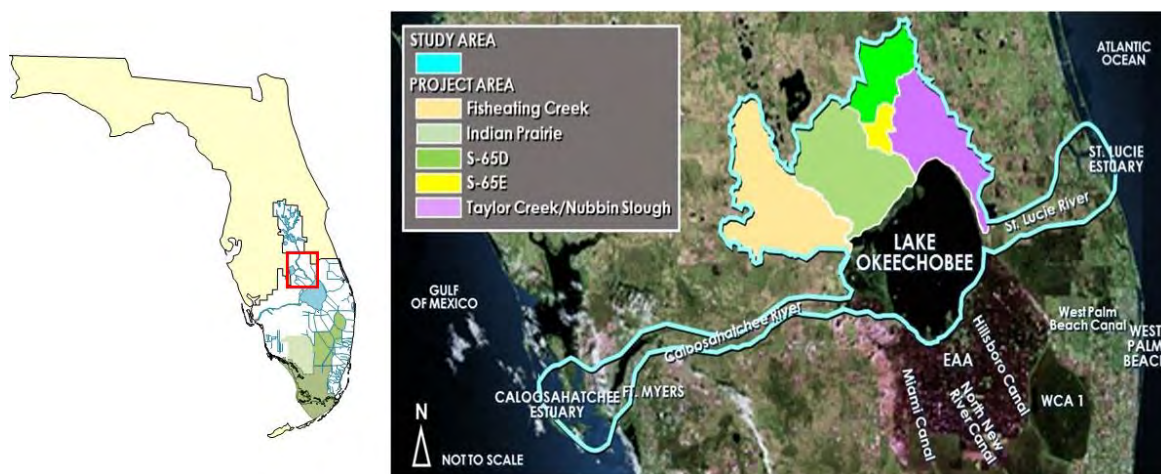 STUDY AREA
PROJECT AREA
Fisheating Creek
Indian Prairie
S-65D
S-65E
Taylor Creek/Nubbin Slough
ATLANTIC
OCEAN
ST. LUCIE
ESTUARY
St. Lucie River
LAKE
OKEECHOBEE
GULF
OF MEXICO
Caloosahatchee River
West Palm
Beach Canal
WEST
PALM
BEACH
EAA
Hillsboro Canal
WCA 1
Miami Canal
North New
River Canal
CALOOSAHATCHEE
ESTUARY
FT. MYERS
N
NOT TO SCALE